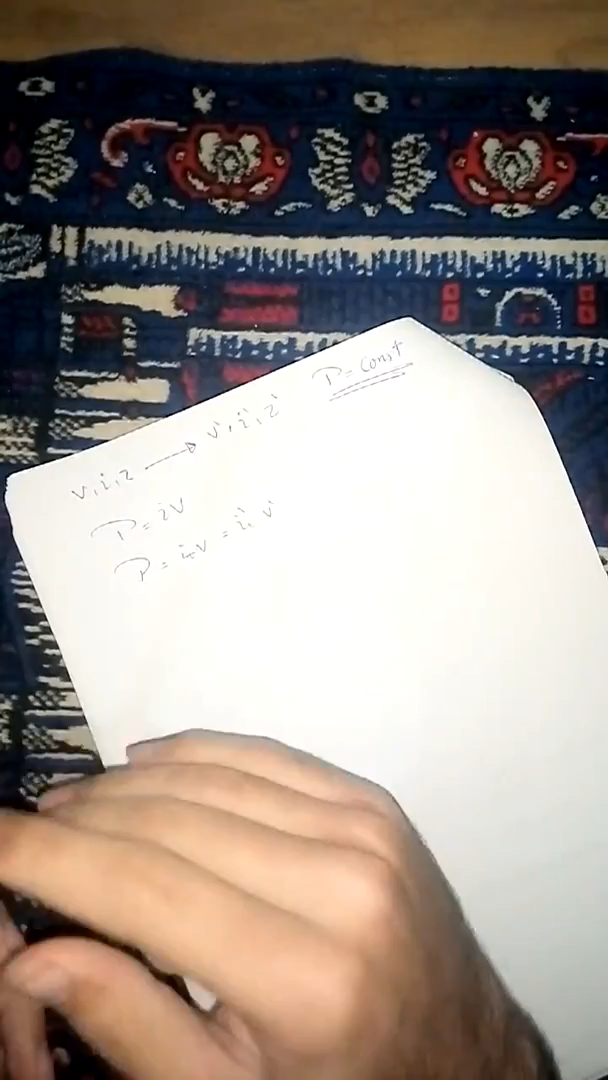 P = Const
v, i, z → v', i', z'
P = iv
P = iv = i'. v'